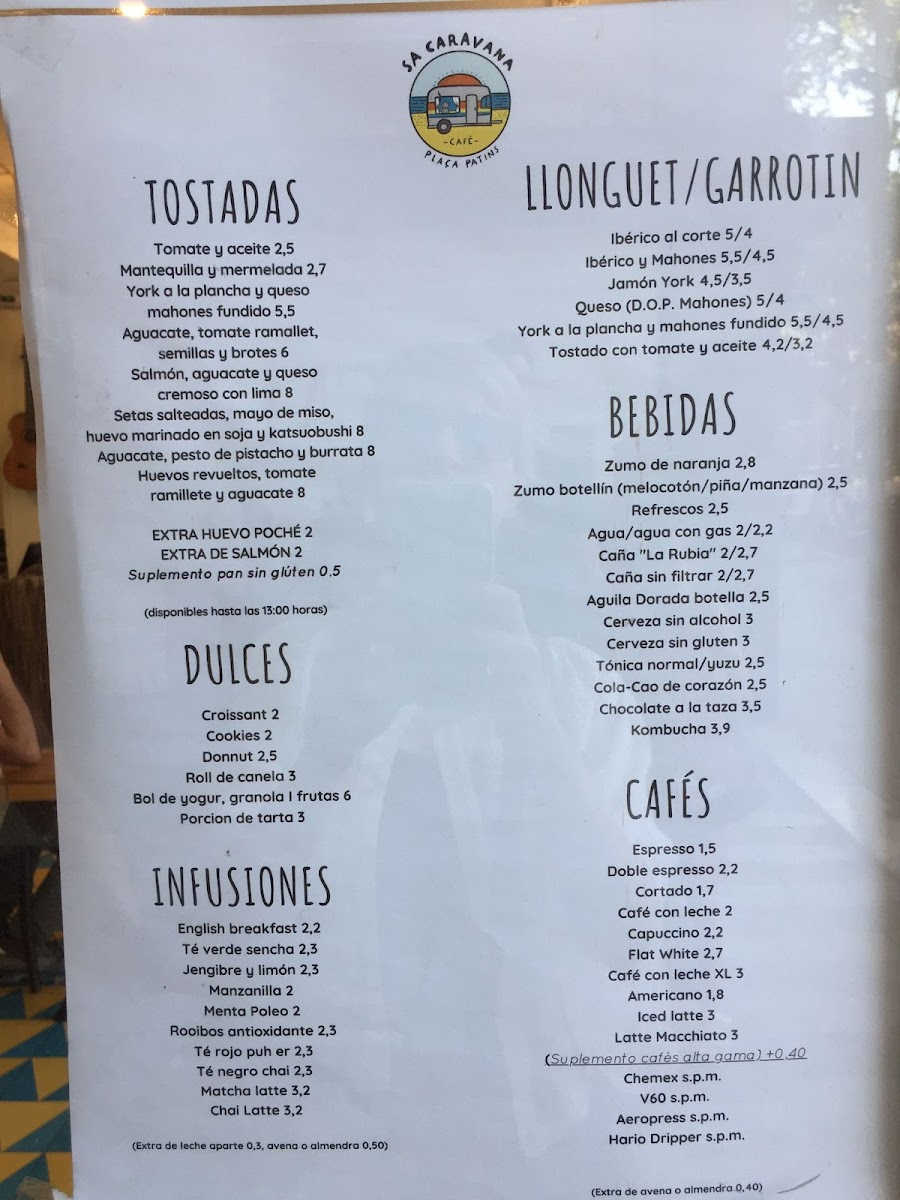 SA CARAVANA
-CAFÈ-
PLAÇA PATINS
TOSTADAS
Tomate y aceite 2,5
Mantequilla y mermelada 2,7
York a la plancha y queso
mahones fundido 5,5
Aguacate, tomate ramallet,
semillas y brotes 6
Salmón, aguacate y queso
cremoso con lima 8
Setas salteadas, mayo de miso,
huevo marinado en soja y katsuobushi 8
Aguacate, pesto de pistacho y burrata 8
Huevos revueltos, tomate
ramillete y aguacate 8
EXTRA HUEVO POCHÉ 2
EXTRA DE SALMÓN 2
Suplemento pan sin glúten 0.5
(disponibles hasta las 13:00 horas)
DULCES
Croissant 2
Cookies 2
Donnut 2,5
Roll de canela 3
Bol de yogur, granola I frutas 6
Porcion de tarta 3
INFUSIONES
English breakfast 2,2
Té verde sencha 2,3
Jengibre y limón 2,3
Manzanilla 2
Menta Poleo 2
Rooibos antioxidante 2,3
Té rojo puh er 2,3
Té negro chai 2,3
Matcha latte 3,2
Chai Latte 3,2
(Extra de leche aparte 0,3, avena o almendra 0,50)
LLONGUET/GARROTIN
Ibérico al corte 5/4
Ibérico y Mahones 5,5/4,5
Jamón York 4,5/3,5
Queso (D.O.P. Mahones) 5/4
York a la plancha y mahones fundido 5,5/4,5
Tostado con tomate y aceite 4,2/3,2
BEBIDAS
Zumo de naranja 2,8
Zumo botellín (melocotón/piña/manzana) 2,5
Refrescos 2,5
Agua/agua con gas 2/2,2
Caña "La Rubia" 2/2,7
Caña sin filtrar 2/2,7
Aguila Dorada botella 2,5
Cerveza sin alcohol 3
Cerveza sin gluten 3
Tónica normal/yuzu 2,5
Cola-Cao de corazón 2,5
Chocolate a la taza 3,5
Kombucha 3,9
CAFÉS
Espresso 1,5
Doble espresso 2,2
Cortado 1,7
Café con leche 2
Capuccino 2,2
Flat White 2,7
Café con leche XL 3
Americano 1,8
Iced latte 3
Latte Macchiato 3
(Suplemento cafés alta gama) +0,40
Chemex s.p.m.
V60 s.p.m.
Aeropress s.p.m.
Hario Dripper s.p.m.
(Extra de avena o almendra 0,40)